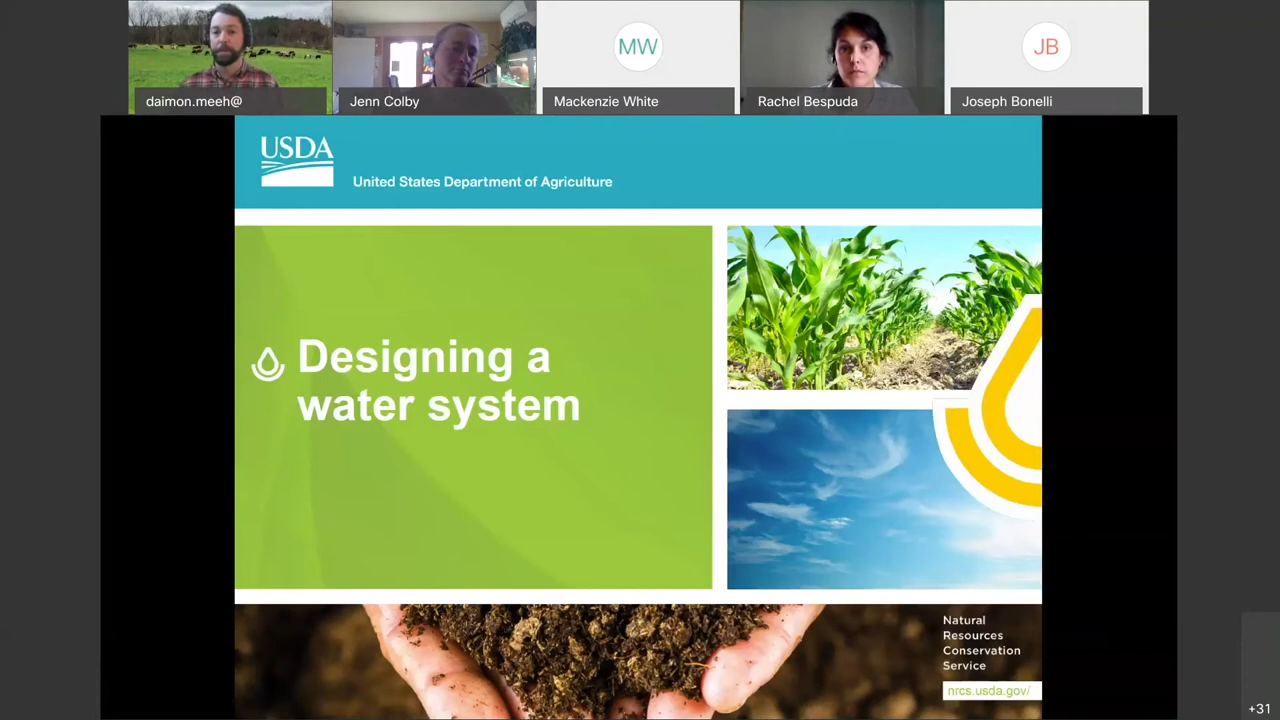 MW
JB
daimon.meeh@
Jenn Colby
Mackenzie White
Rachel Bespuda
Joseph Bonelli
USDA
United States Department of Agriculture
Designing a
water system
Natural
Resources
Conservation
Service
nrcs.usda.gov/
+31